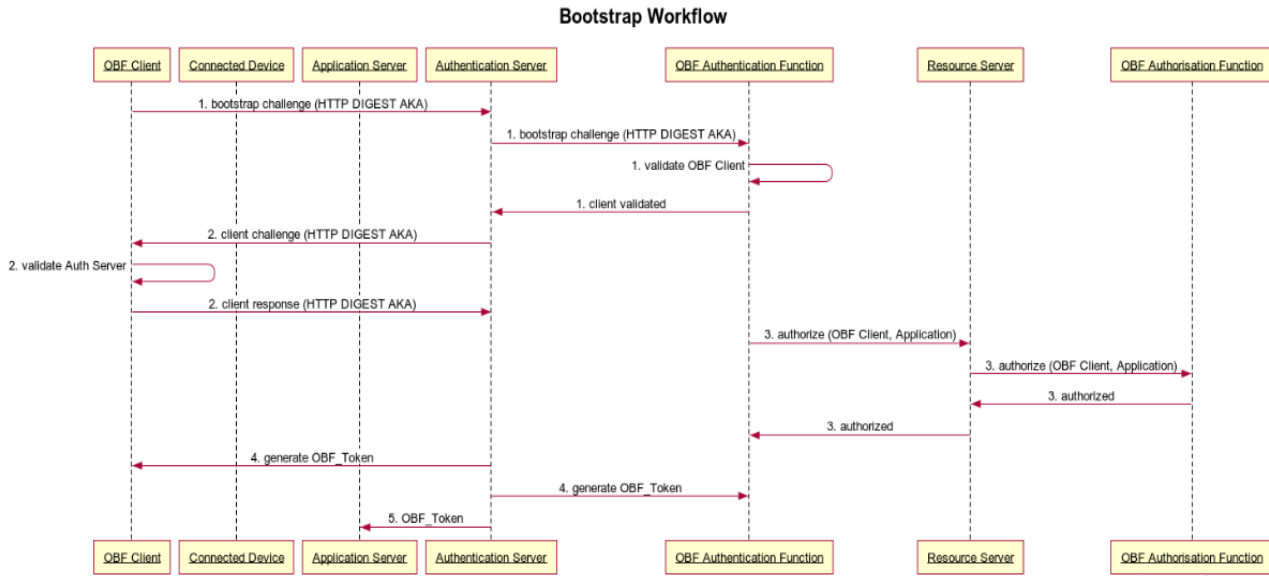 Bootstrap Workflow
OBF Client
Connected Device
Application Server
Authentication Server
OBF Authentication Function
Resource Server
OBF Authorisation Function
1. bootstrap challenge (HTTP DIGEST AKA)
1. bootstrap challenge (HTTP DIGEST AKA)
1. validate OBF Client
1. client validated
2. client challenge (HTTP DIGEST AKA)
2. validate Auth Server
2. client response (HTTP DIGEST AKA)
3. authorize (OBF Client, Application)
3. authorize (OBF Client, Application)
3. authorized
3. authorized
4. generate OBF_Token
4. generate OBF_Token
5. OBF_Token
OBF Client
Connected Device
Application Server
Authentication Server
OBF Authentication Function
Resource Server
OBF Authorisation Function